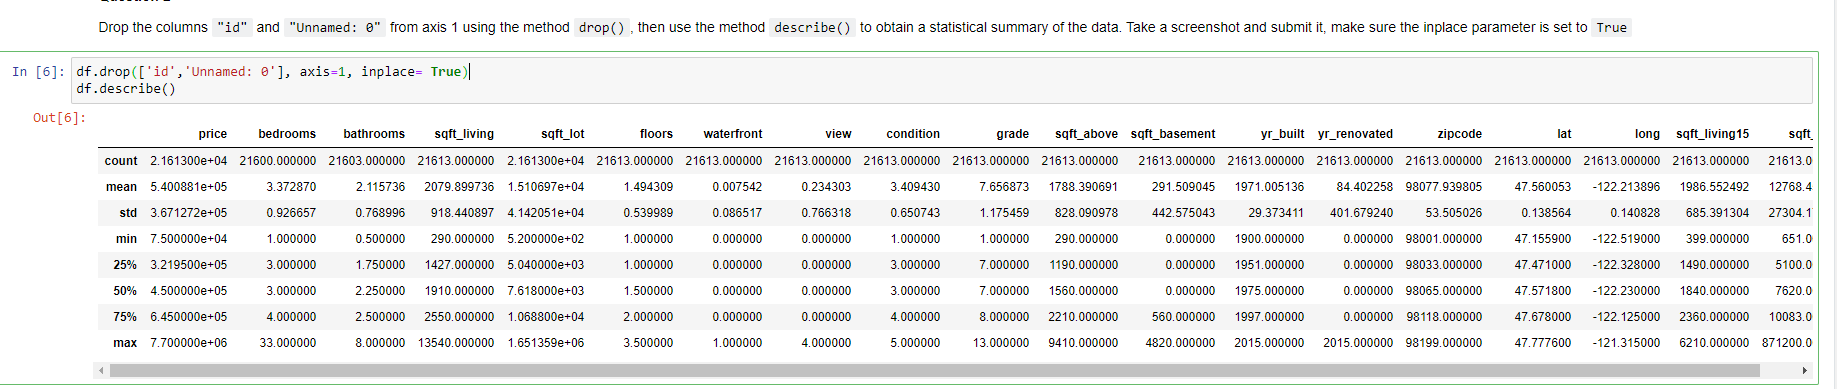 Drop the columns "id" and "Unnamed: 0" from axis 1 using the method drop() , then use the method describe() to obtain a statistical summary of the data. Take a screenshot and submit it, make sure the inplace parameter is set to True
In [6]: df.drop(['id','Unnamed: 0'], axis=1, inplace= True)
df.describe()
Out[6]:
price bedrooms bathrooms sqft_living sqft_lot floors waterfront view condition grade sqft_above sqft_basement yr_built yr_renovated zipcode lat long sqft_living15 sqft_
count 2.161300e+04 21600.000000 21603.000000 21613.000000 2.161300e+04 21613.000000 21613.000000 21613.000000 21613.000000 21613.000000 21613.000000 21613.000000 21613.000000 21613.000000 21613.000000 21613.000000 21613.000000 21613.000000 21613.0
mean 5.400881e+05 3.372870 2.115736 2079.899736 1.510697e+04 1.494309 0.007542 0.234303 3.409430 7.656873 1788.390691 291.509045 1971.005136 84.402258 98077.939805 47.560053 -122.213896 1986.552492 12768.4
std 3.671272e+05 0.926657 0.768996 918.440897 4.142051e+04 0.539989 0.086517 0.766318 0.650743 1.175459 828.090978 442.575043 29.373411 401.679240 53.505026 0.138564 0.140828 685.391304 27304.1
min 7.500000e+04 1.000000 0.500000 290.000000 5.200000e+02 1.000000 0.000000 0.000000 1.000000 1.000000 290.000000 0.000000 1900.000000 0.000000 98001.000000 47.155900 -122.519000 399.000000 651.0
25% 3.219500e+05 3.000000 1.750000 1427.000000 5.040000e+03 1.000000 0.000000 0.000000 3.000000 7.000000 1190.000000 0.000000 1951.000000 0.000000 98033.000000 47.471000 -122.328000 1490.000000 5100.0
50% 4.500000e+05 3.000000 2.250000 1910.000000 7.618000e+03 1.500000 0.000000 0.000000 3.000000 7.000000 1560.000000 0.000000 1975.000000 0.000000 98065.000000 47.571800 -122.230000 1840.000000 7620.0
75% 6.450000e+05 4.000000 2.500000 2550.000000 1.068800e+04 2.000000 0.000000 0.000000 4.000000 8.000000 2210.000000 560.000000 1997.000000 0.000000 98118.000000 47.678000 -122.125000 2360.000000 10083.0
max 7.700000e+06 33.000000 8.000000 13540.000000 1.651359e+06 3.500000 1.000000 4.000000 5.000000 13.000000 9410.000000 4820.000000 2015.000000 2015.000000 98199.000000 47.777600 -121.315000 6210.000000 871200.0